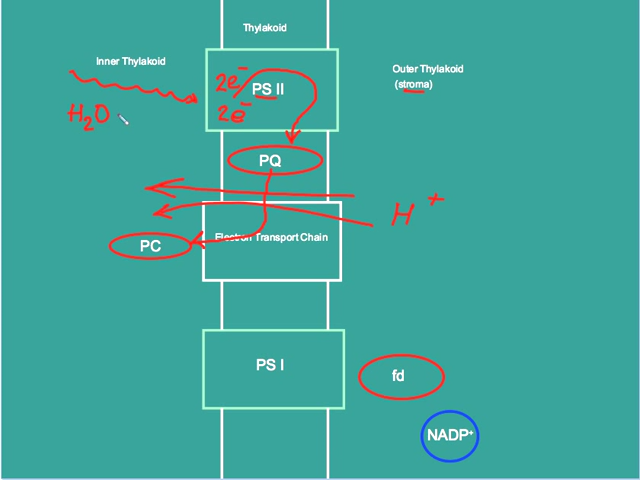 Thylakoid
Inner Thylakoid
Outer Thylakoid
(stroma)
2e⁻
PS II
H₂O
2e⁻
PQ
H⁺
PC
Electron Transport Chain
PS I
fd
NADP⁺